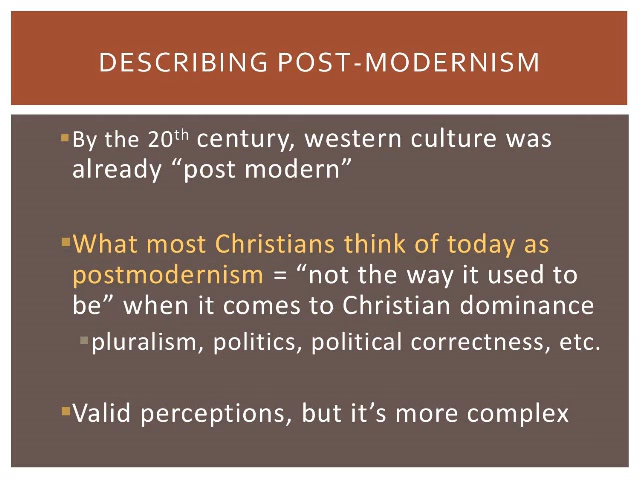 DESCRIBING POST-MODERNISM
By the 20th century, western culture was
already “post modern”
What most Christians think of today as
postmodernism = “not the way it used to
be” when it comes to Christian dominance
pluralism, politics, political correctness, etc.
Valid perceptions, but it’s more complex